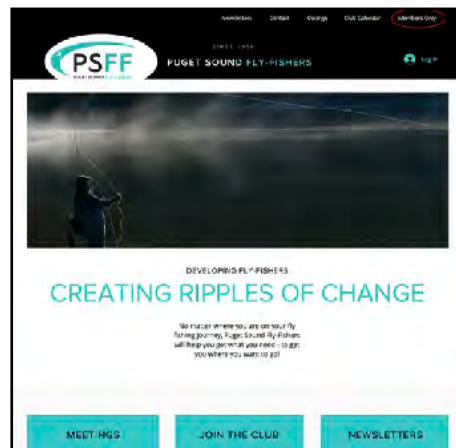 Newsletters Contact Outings Club Calendar Members Only
SINCE 1956
PSFF
PUGET SOUND FLY-FISHERS
Log In
DEVELOPING FLY-FISHERS
CREATING RIPPLES OF CHANGE
No matter where you are on your fly
fishing journey, Puget Sound Fly-Fishers
will help you get what you need - to get
you where you want to go!
MEETINGS JOIN THE CLUB NEWSLETTERS